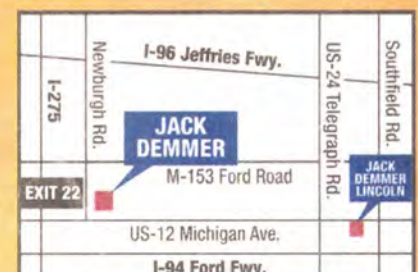 I-96 Jeffries Fwy.
Newburgh Rd.
US-24 Telegraph Rd.
Southfield Rd.
I-275
JACK
DEMMER
M-153 Ford Road
JACK
DEMMER
LINCOLN
EXIT 22
US-12 Michigan Ave.
I-94 Ford Fwy.